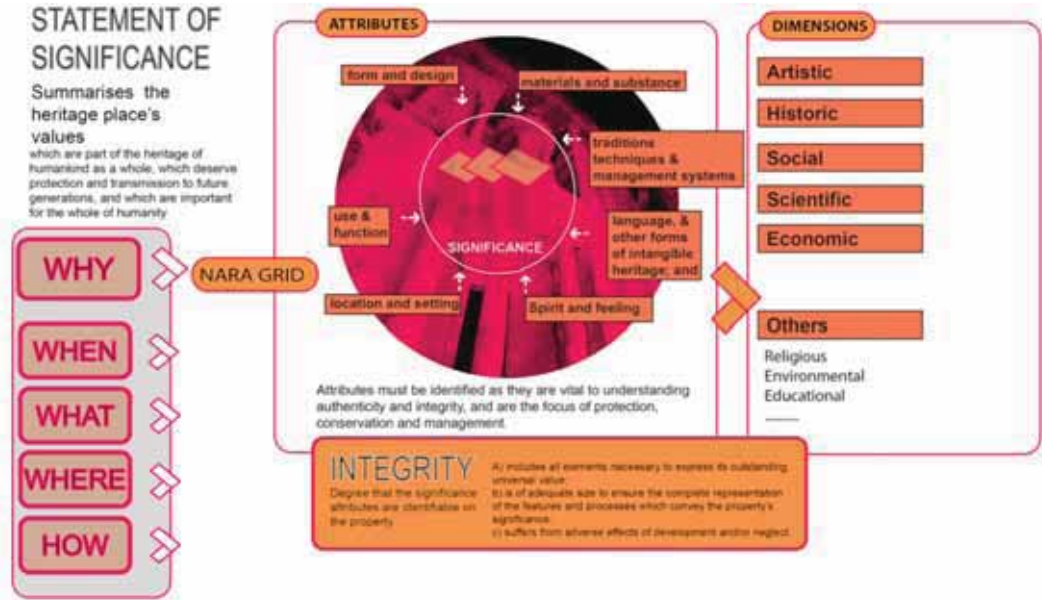 STATEMENT OF
SIGNIFICANCE
Summarises the
heritage place's
values
which are part of the heritage of
humankind as a whole, which deserve
protection and transmission to future
generations, and which are important
for the whole of humanity
WHY
WHEN
WHAT
WHERE
HOW
NARA GRID
ATTRIBUTES
form and design
materials and substance
traditions
techniques &
management systems
use &
function
language, &
other forms
of intangible
heritage; and
SIGNIFICANCE
location and setting
Spirit and feeling
Attributes must be identified as they are vital to understanding
authenticity and integrity, and are the focus of protection,
conservation and management
INTEGRITY
Degree that the significance
attributes are identifiable on
the property
A) includes all elements necessary to express its outstanding
universal value
b) is of adequate size to ensure the complete representation
of the features and processes which convey the property's
significance
c) suffers from adverse effects of development and/or neglect.
DIMENSIONS
Artistic
Historic
Social
Scientific
Economic
Others
Religious
Environmental
Educational